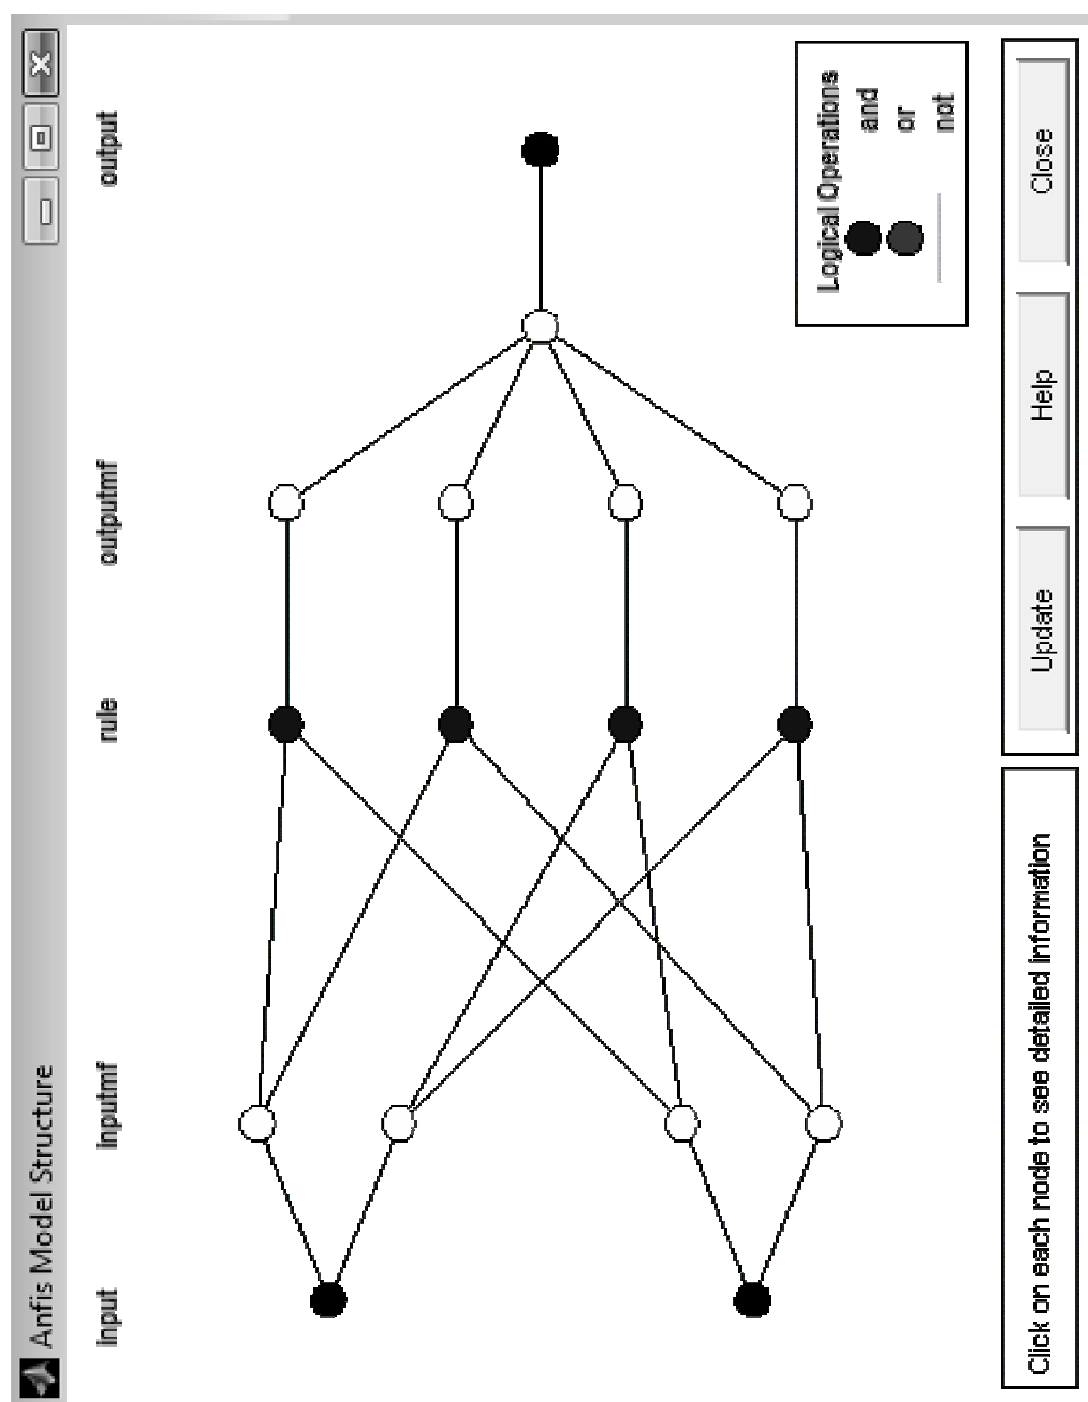 Anfis Model Structure
input
inputmf
rule
outputmf
output
Logical Operations
and
or
not
Click on each node to see detailed information
Update
Help
Close